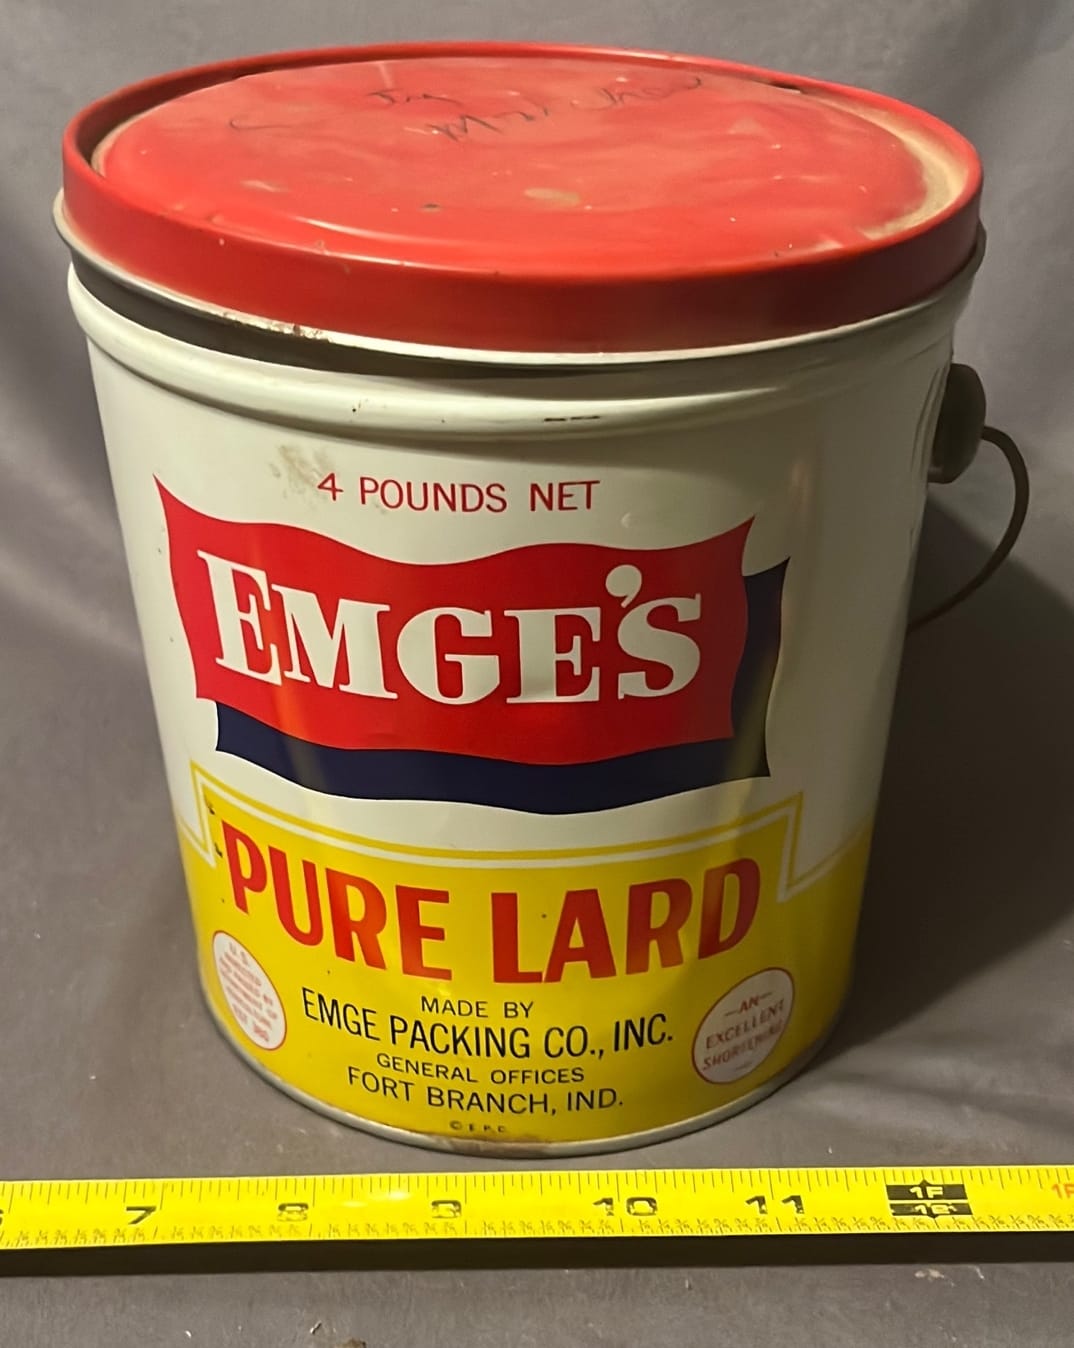 4 POUNDS NET
EMGE'S
PURE LARD
U.S.
MADE BY
EMGE PACKING CO., INC.
GENERAL OFFICES
FORT BRANCH, IND.
© E.P.C.
—AN—
EXCELLENT
SHORTENING
7 8 9 10 11 1F
12